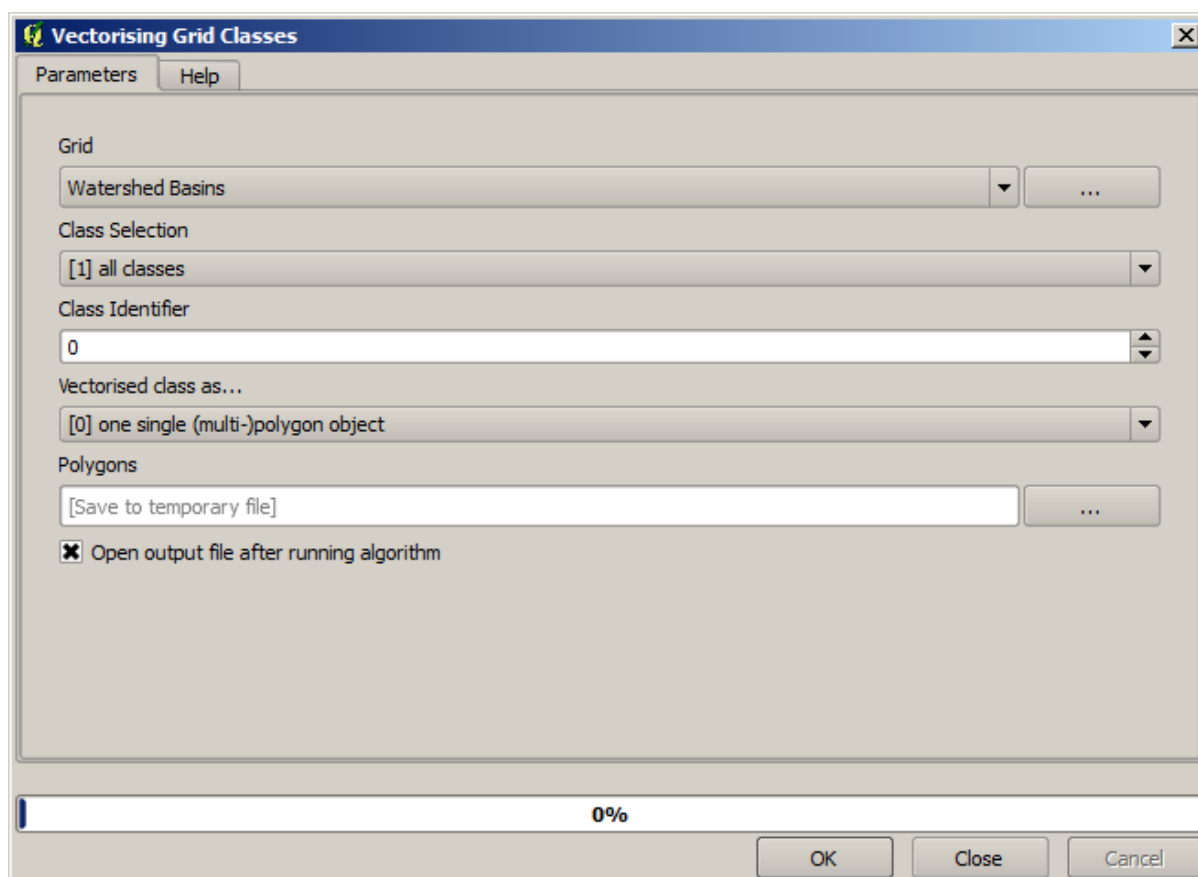 Vectorising Grid Classes
Parameters Help
Grid
Watershed Basins ...
Class Selection
[1] all classes
Class Identifier
0
Vectorised class as...
[0] one single (multi-)polygon object
Polygons
[Save to temporary file] ...
Open output file after running algorithm
0%
OK Close Cancel